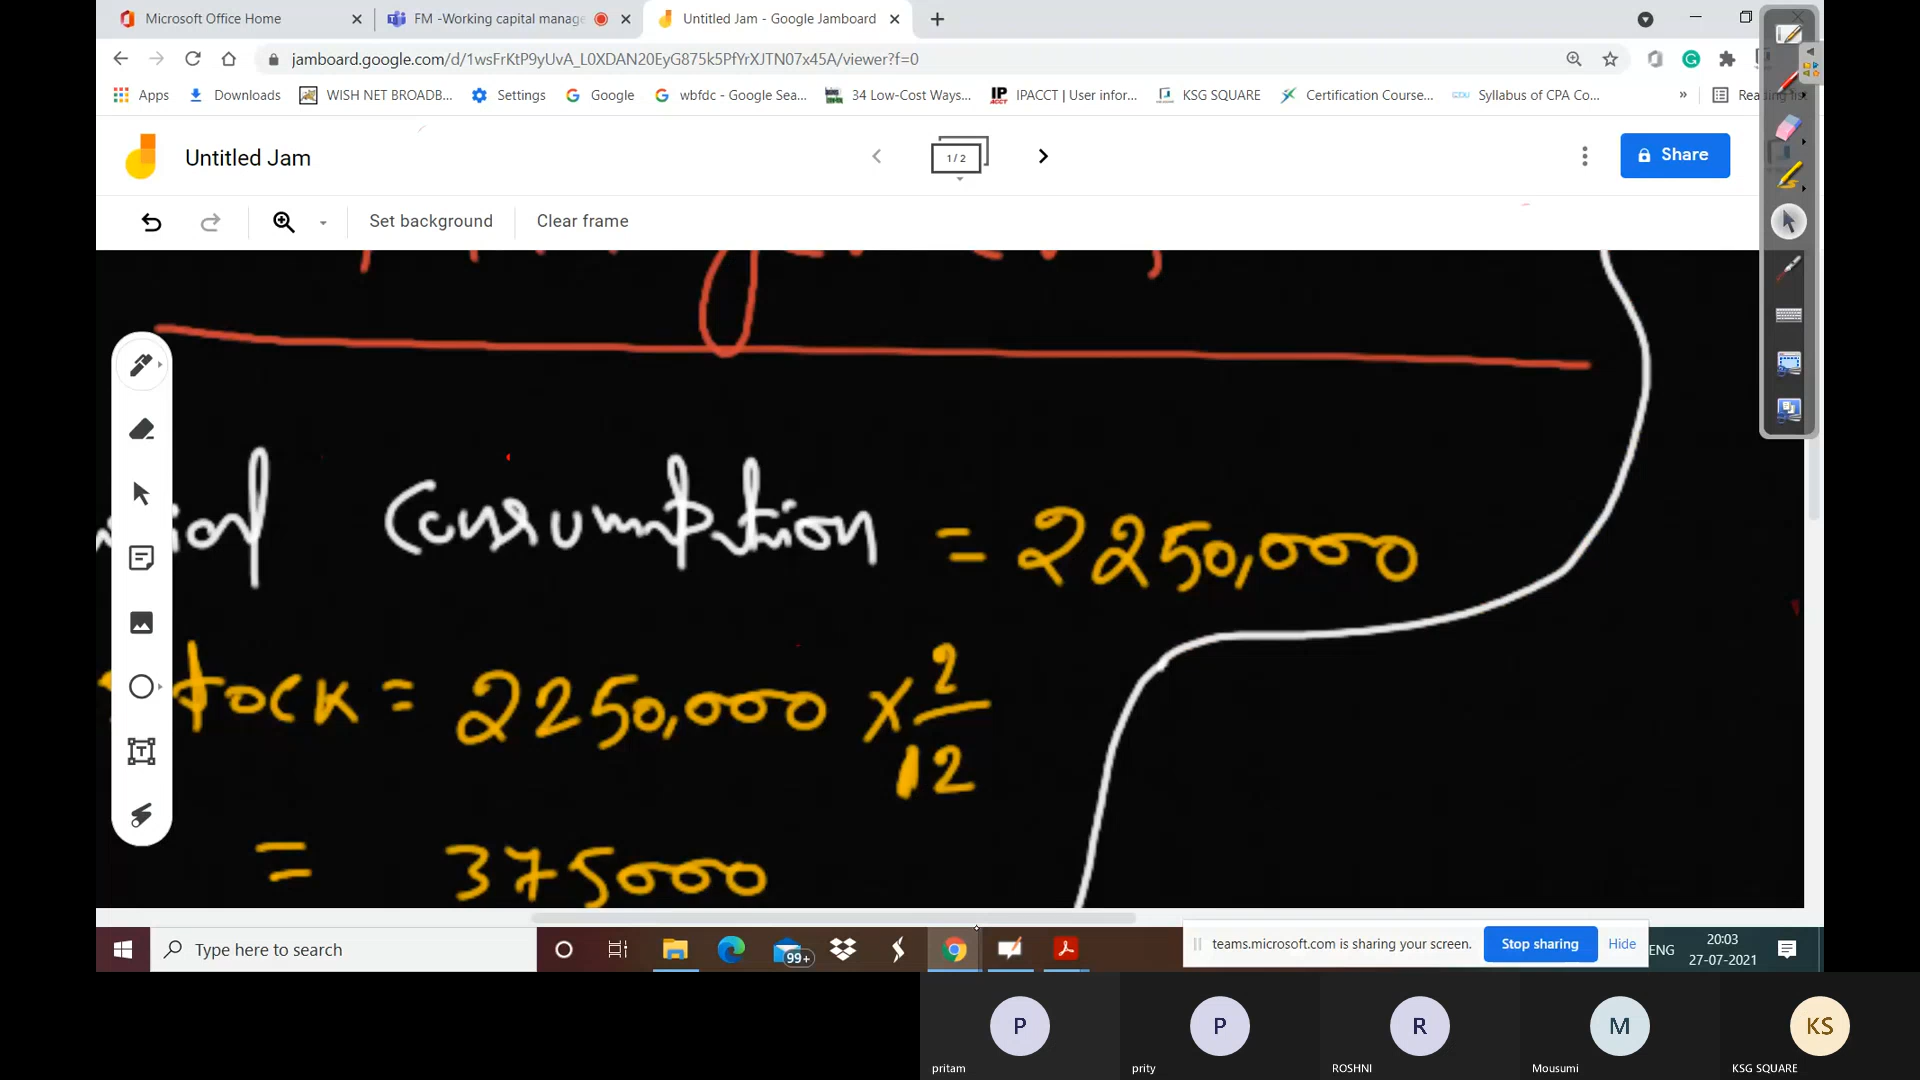 Microsoft Office Home
FM -Working capital manage
Untitled Jam - Google Jamboard
jamboard.google.com/d/1wsFrKtP9yUvA_L0XDAN20EyG875k5PfYrXJTN07x45A/viewer?f=0
Apps Downloads WISH NET BROADB... Settings Google wbfdc - Google Sea... 34 Low-Cost Ways... IPACCT | User infor... KSG SQUARE Certification Course... Syllabus of CPA Co... » Reading list
Untitled Jam
1 / 2
Share
Set background Clear frame
Consumption = 2250,000
tock = 2250,000 × 2/12
= 375000
Type here to search
99+
teams.microsoft.com is sharing your screen. Stop sharing Hide
ENG
20:03
27-07-2021
P P R M KS
pritam prity ROSHNI Mousumi KSG SQUARE